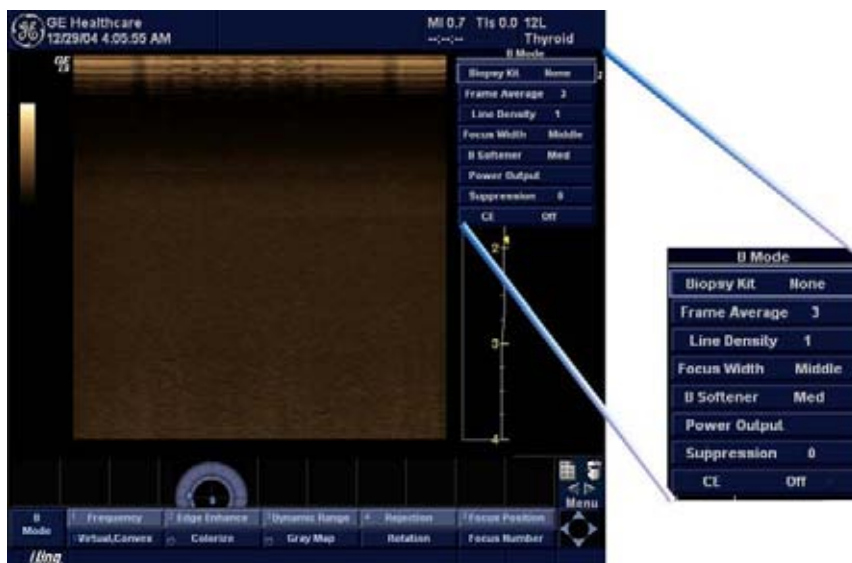 GE Healthcare
12/29/04 4:05:55 AM
MI 0.7 TIs 0.0 12L
--:--:-- Thyroid
B Mode
Biopsy Kit None
Frame Average 3
Line Density 1
Focus Width Middle
B Softener Med
Power Output
Suppression 0
CE Off
2
3
4
B Mode
Biopsy Kit None
Frame Average 3
Line Density 1
Focus Width Middle
B Softener Med
Power Output
Suppression 0
CE Off
Menu
B Mode
Frequency Edge Enhance Dynamic Range Rejection Focus Position
Virtual,Convex Colorize Gray Map Rotation Focus Number